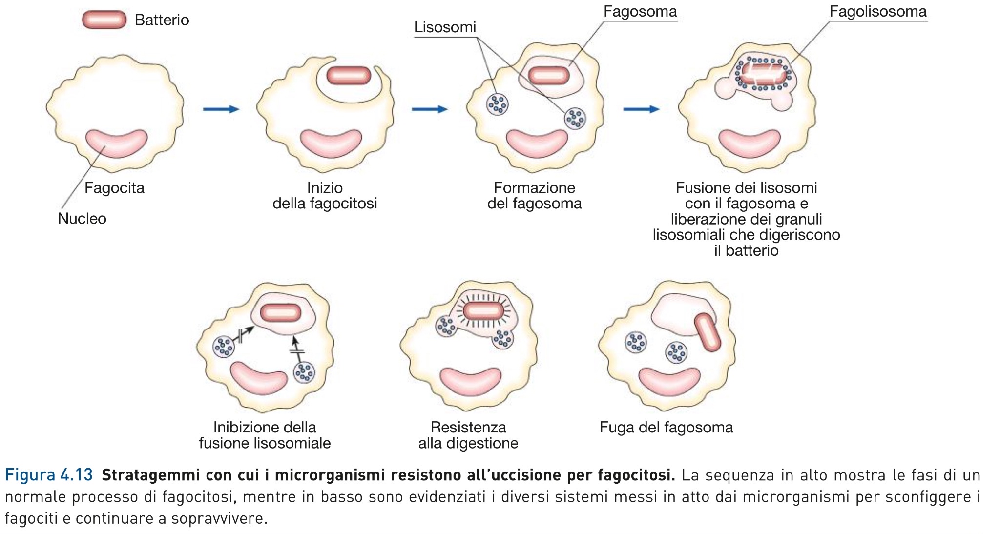 Batterio
Lisosomi
Fagosoma
Fagolisosoma
Fagocita
Nucleo
Inizio
della fagocitosi
Formazione
del fagosoma
Fusione dei lisosomi
con il fagosoma e
liberazione dei granuli
lisosomiali che digeriscono
il batterio
Inibizione della
fusione lisosomiale
Resistenza
alla digestione
Fuga del fagosoma
Figura 4.13 Stratagemmi con cui i microrganismi resistono all'uccisione per fagocitosi. La sequenza in alto mostra le fasi di un
normale processo di fagocitosi, mentre in basso sono evidenziati i diversi sistemi messi in atto dai microrganismi per sconfiggere i
fagociti e continuare a sopravvivere.